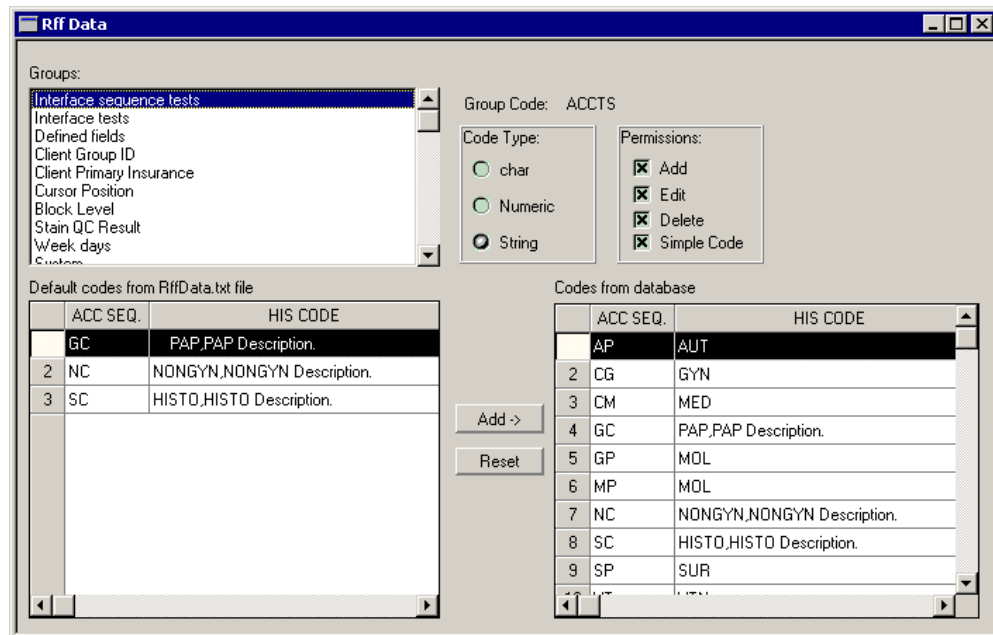 Rff Data
Groups:
Interface sequence tests
Interface tests
Defined fields
Client Group ID
Client Primary Insurance
Cursor Position
Block Level
Stain QC Result
Week days
System
Group Code: ACCTS
Code Type:
char
Numeric
String
Permissions:
Add
Edit
Delete
Simple Code
Default codes from RffData.txt file
ACC SEQ. HIS CODE
GC PAP,PAP Description.
2 NC NONGYN,NONGYN Description.
3 SC HISTO,HISTO Description.
Add ->
Reset
Codes from database
ACC SEQ. HIS CODE
AP AUT
2 CG GYN
3 CM MED
4 GC PAP,PAP Description.
5 GP MOL
6 MP MOL
7 NC NONGYN,NONGYN Description.
8 SC HISTO,HISTO Description.
9 SP SUR